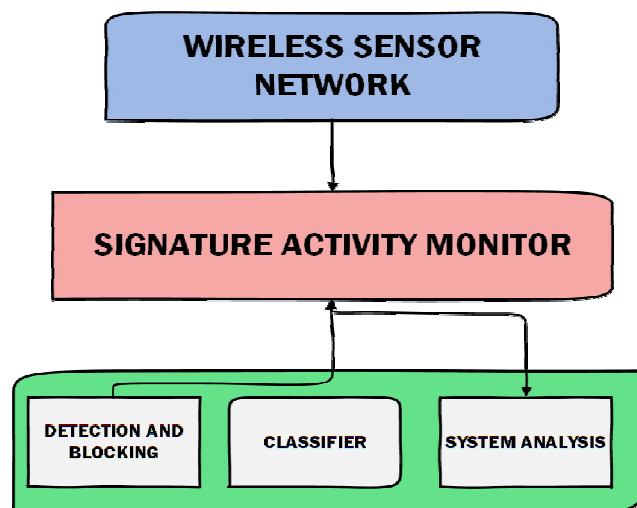 WIRELESS SENSOR
NETWORK
SIGNATURE ACTIVITY MONITOR
DETECTION AND
BLOCKING
CLASSIFIER
SYSTEM ANALYSIS